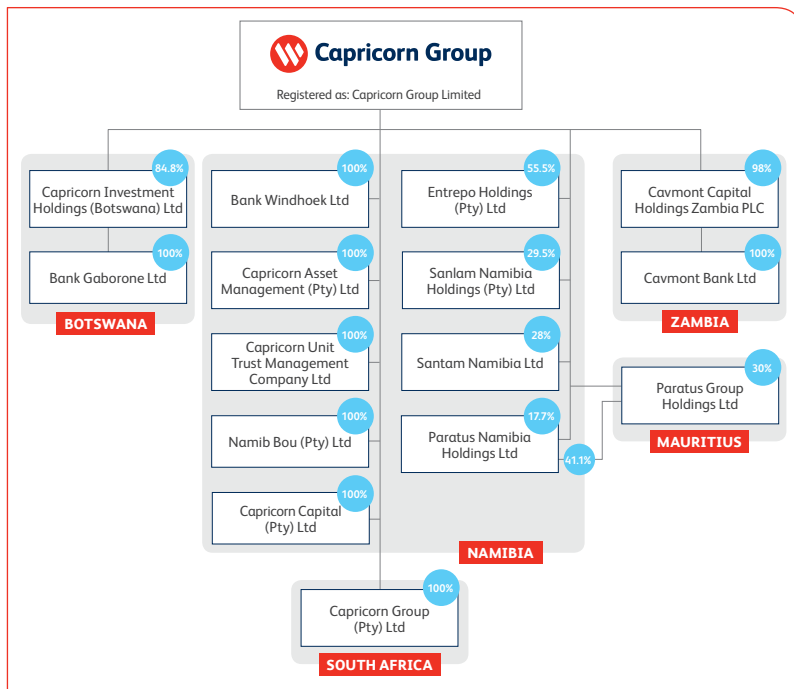 Capricorn Group
Registered as: Capricorn Group Limited
84.8%
Capricorn Investment
Holdings (Botswana) Ltd
100%
Bank Gaborone Ltd
BOTSWANA
100%
Bank Windhoek Ltd
100%
Capricorn Asset
Management (Pty) Ltd
100%
Capricorn Unit
Trust Management
Company Ltd
100%
Namib Bou (Pty) Ltd
100%
Capricorn Capital
(Pty) Ltd
55.5%
Entrepo Holdings
(Pty) Ltd
29.5%
Sanlam Namibia
Holdings (Pty) Ltd
28%
Santam Namibia Ltd
17.7%
Paratus Namibia
Holdings Ltd
41.1%
NAMIBIA
98%
Cavmont Capital
Holdings Zambia PLC
100%
Cavmont Bank Ltd
ZAMBIA
30%
Paratus Group
Holdings Ltd
MAURITIUS
100%
Capricorn Group
(Pty) Ltd
SOUTH AFRICA